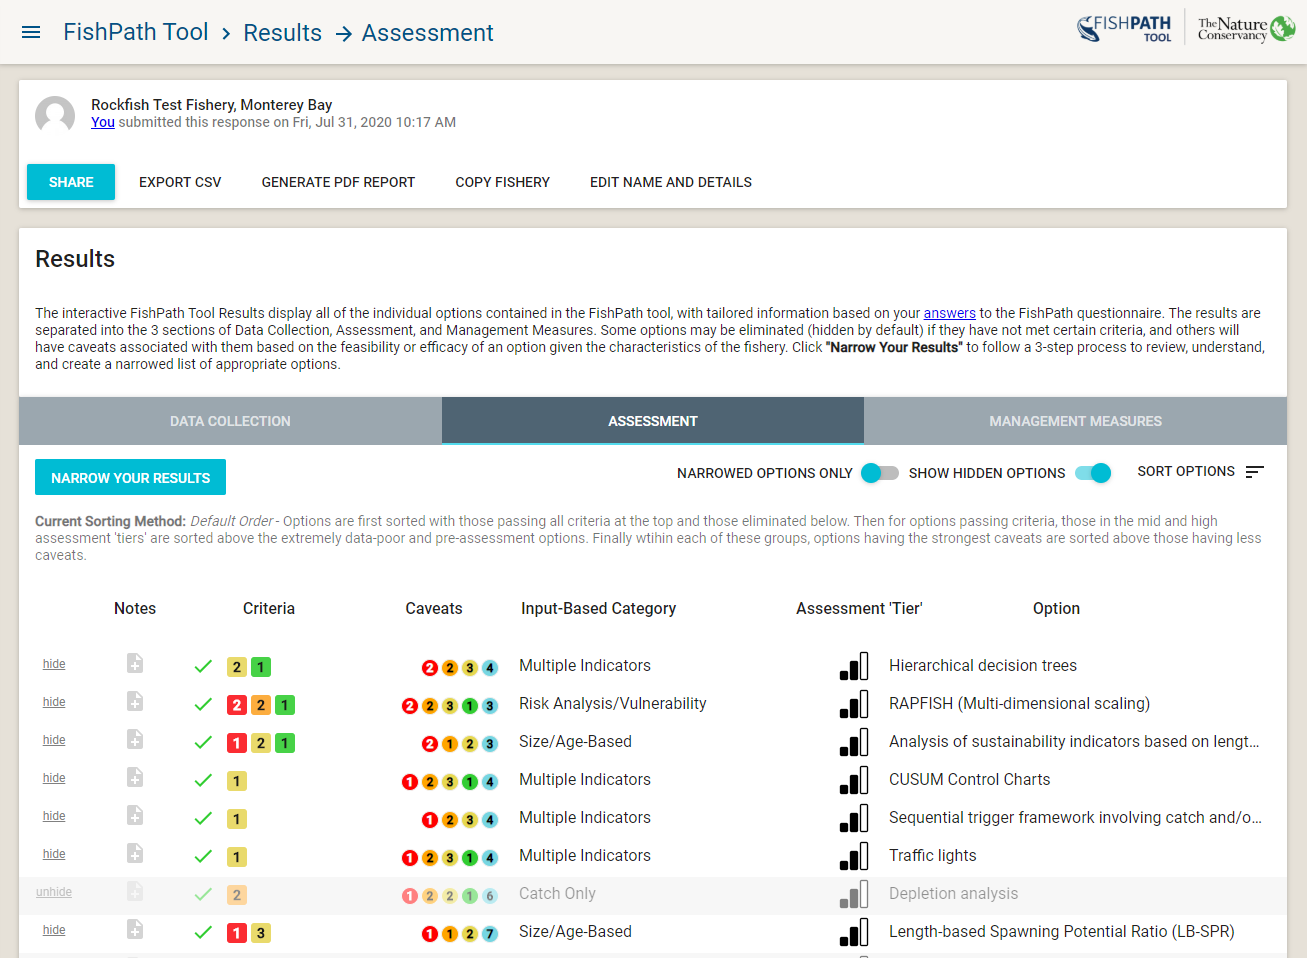 FishPath Tool › Results → Assessment
FISHPATH TOOL
The Nature Conservancy
Rockfish Test Fishery, Monterey Bay
You submitted this response on Fri, Jul 31, 2020 10:17 AM
SHARE EXPORT CSV GENERATE PDF REPORT COPY FISHERY EDIT NAME AND DETAILS
Results
The interactive FishPath Tool Results display all of the individual options contained in the FishPath tool, with tailored information based on your answers to the FishPath questionnaire. The results are
separated into the 3 sections of Data Collection, Assessment, and Management Measures. Some options may be eliminated (hidden by default) if they have not met certain criteria, and others will
have caveats associated with them based on the feasibility or efficacy of an option given the characteristics of the fishery. Click "Narrow Your Results" to follow a 3-step process to review, understand,
and create a narrowed list of appropriate options.
DATA COLLECTION ASSESSMENT MANAGEMENT MEASURES
NARROW YOUR RESULTS NARROWED OPTIONS ONLY SHOW HIDDEN OPTIONS SORT OPTIONS
Current Sorting Method: Default Order - Options are first sorted with those passing all criteria at the top and those eliminated below. Then for options passing criteria, those in the mid and high
assessment 'tiers' are sorted above the extremely data-poor and pre-assessment options. Finally wtihin each of these groups, options having the strongest caveats are sorted above those having less
caveats.
Notes Criteria Caveats Input-Based Category Assessment 'Tier' Option
hide 2 1 2 2 3 4 Multiple Indicators Hierarchical decision trees
hide 2 2 1 2 2 3 1 3 Risk Analysis/Vulnerability RAPFISH (Multi-dimensional scaling)
hide 1 2 1 2 1 2 3 Size/Age-Based Analysis of sustainability indicators based on lengt...
hide 1 1 2 3 1 4 Multiple Indicators CUSUM Control Charts
hide 1 1 2 3 4 Multiple Indicators Sequential trigger framework involving catch and/o...
hide 1 1 2 3 1 4 Multiple Indicators Traffic lights
unhide 2 1 2 2 1 6 Catch Only Depletion analysis
hide 1 3 1 1 2 7 Size/Age-Based Length-based Spawning Potential Ratio (LB-SPR)